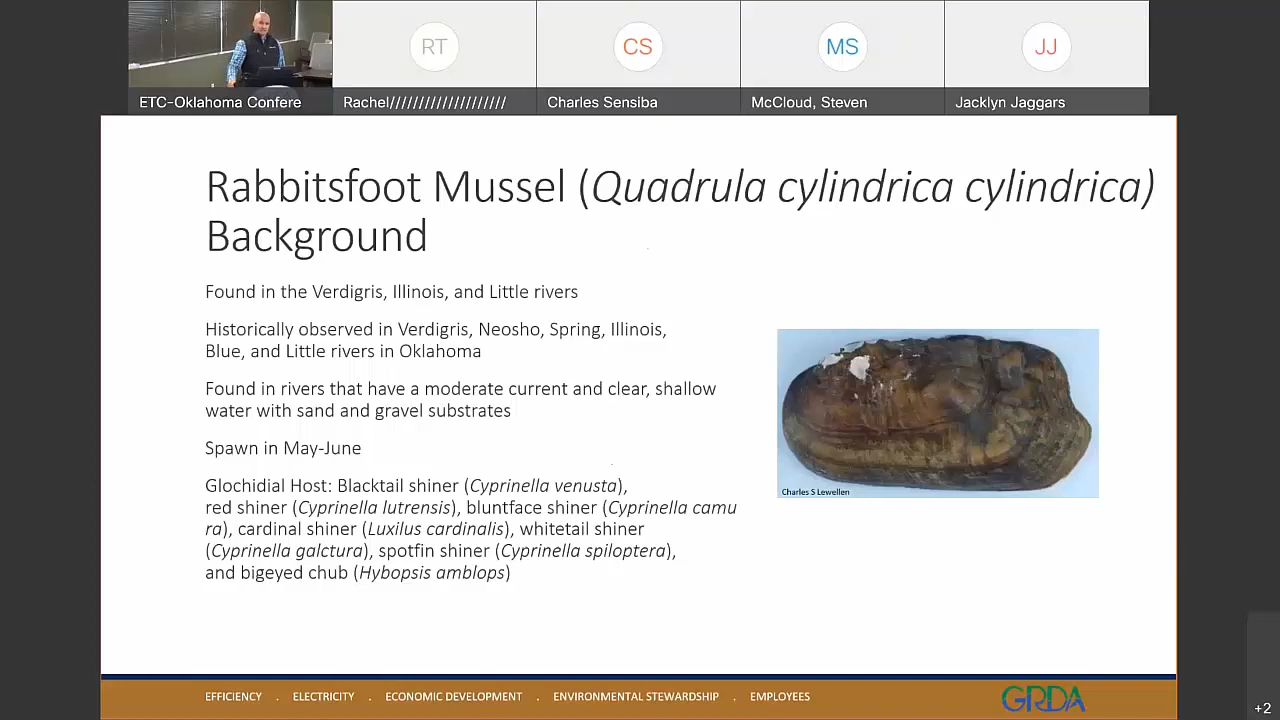 RT
CS
MS
JJ
ETC-Oklahoma Confere
Rachel////////////////////
Charles Sensiba
McCloud, Steven
Jacklyn Jaggars
Rabbitsfoot Mussel (Quadrula cylindrica cylindrica)
Background
Found in the Verdigris, Illinois, and Little rivers
Historically observed in Verdigris, Neosho, Spring, Illinois,
Blue, and Little rivers in Oklahoma
Found in rivers that have a moderate current and clear, shallow
water with sand and gravel substrates
Spawn in May-June
Glochidial Host: Blacktail shiner (Cyprinella venusta),
red shiner (Cyprinella lutrensis), bluntface shiner (Cyprinella camu
ra), cardinal shiner (Luxilus cardinalis), whitetail shiner
(Cyprinella galctura), spotfin shiner (Cyprinella spiloptera),
and bigeyed chub (Hybopsis amblops)
Charles S Lewellen
EFFICIENCY . ELECTRICITY . ECONOMIC DEVELOPMENT . ENVIRONMENTAL STEWARDSHIP . EMPLOYEES
GRDA
+2